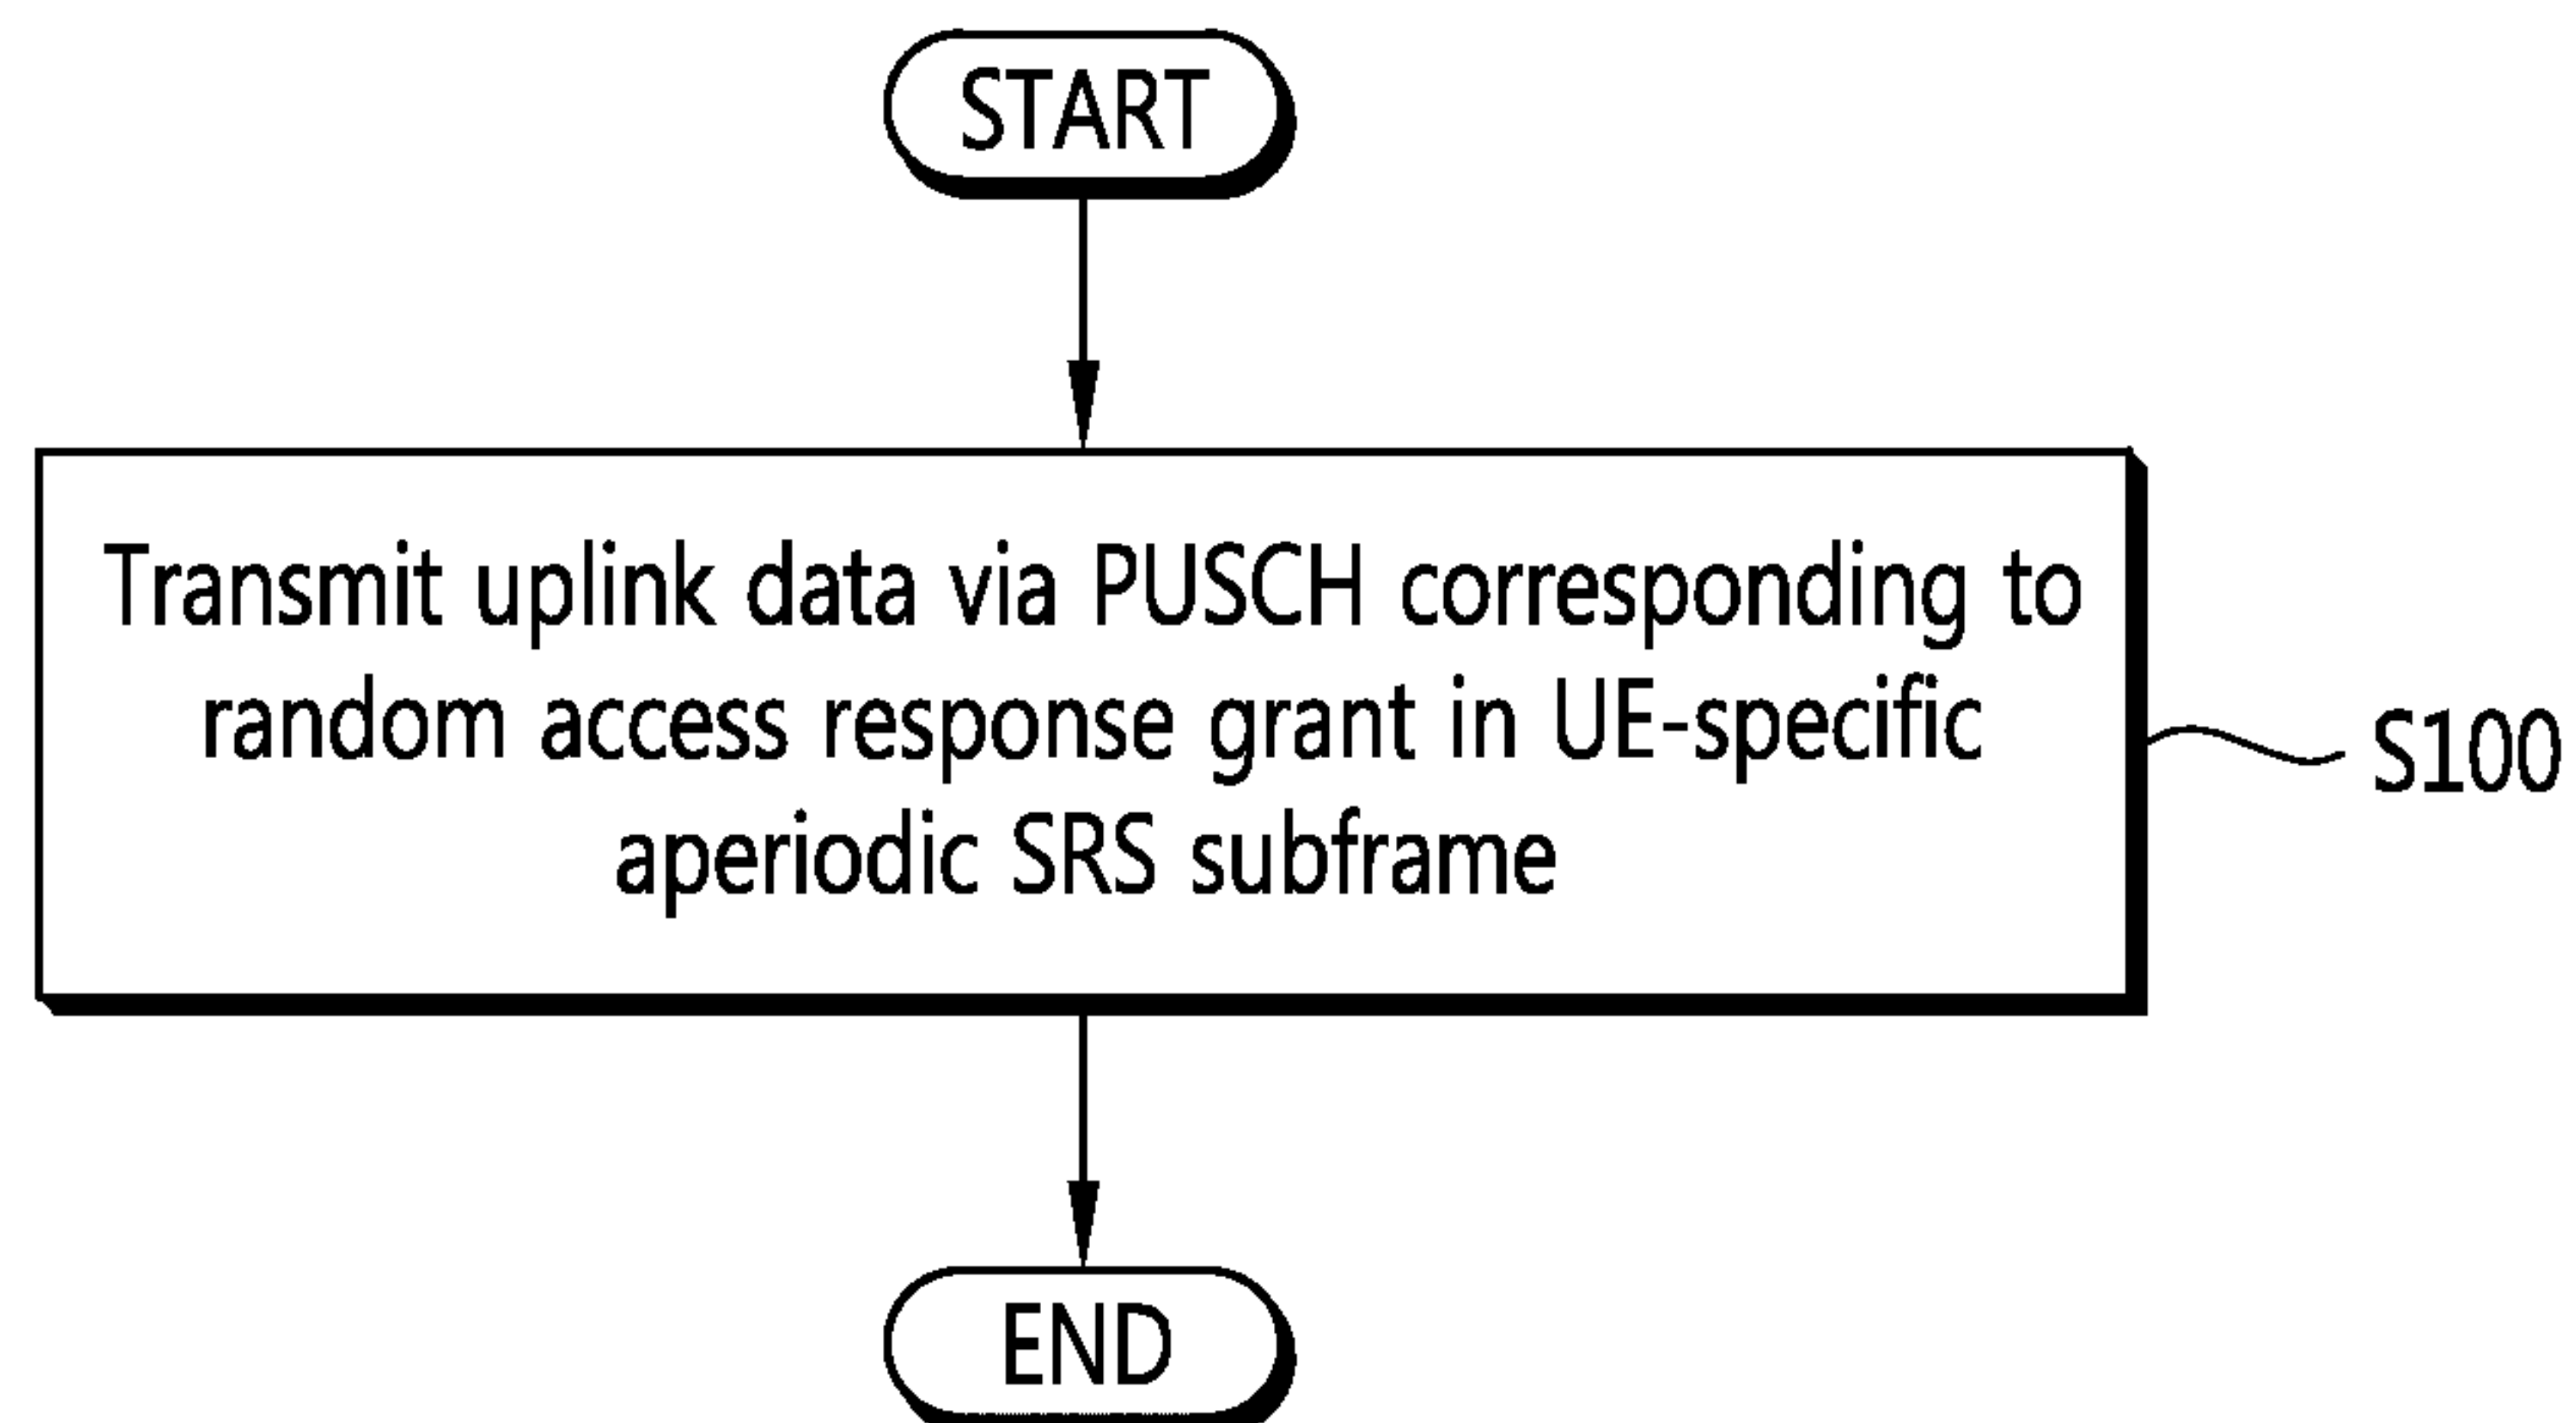 START
Transmit uplink data via PUSCH corresponding to
random access response grant in UE-specific
aperiodic SRS subframe
S100
END